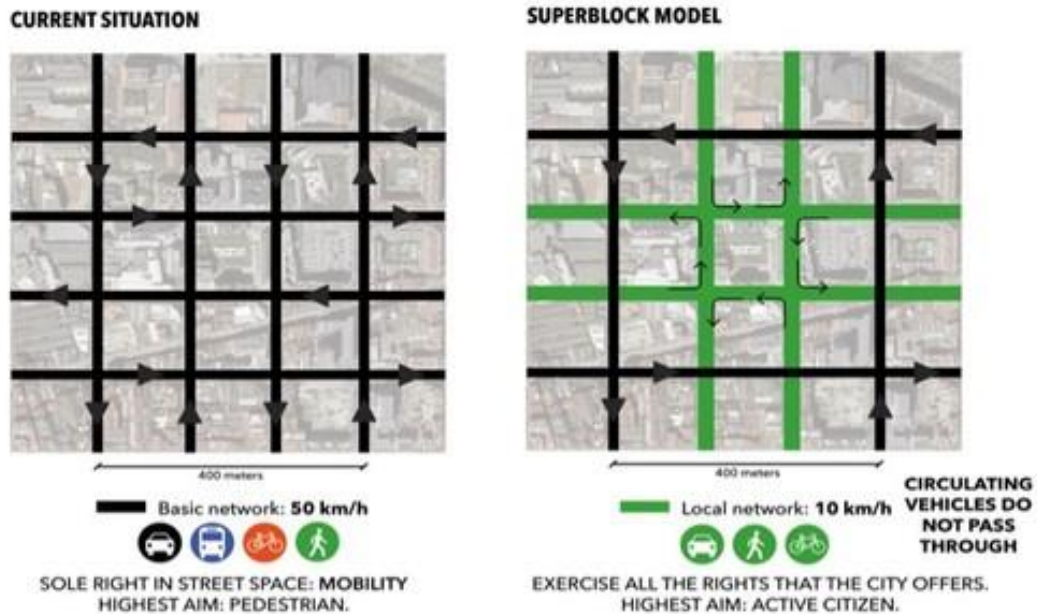 CURRENT SITUATION
400 meters
Basic network: 50 km/h
SOLE RIGHT IN STREET SPACE: MOBILITY
HIGHEST AIM: PEDESTRIAN.
SUPERBLOCK MODEL
400 meters
Local network: 10 km/h
CIRCULATING
VEHICLES DO
NOT PASS
THROUGH
EXERCISE ALL THE RIGHTS THAT THE CITY OFFERS.
HIGHEST AIM: ACTIVE CITIZEN.